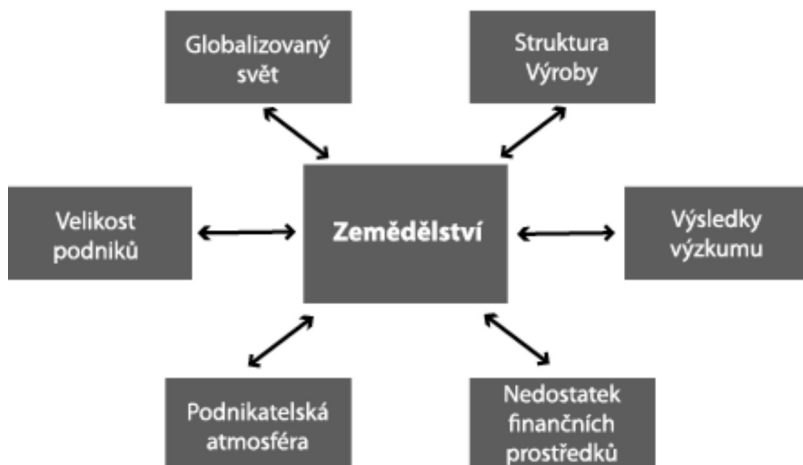 Globalizovaný
svět
Struktura
Výroby
Velikost
podniků
Zemědělství
Výsledky
výzkumu
Podnikatelská
atmosféra
Nedostatek
finančních
prostředků